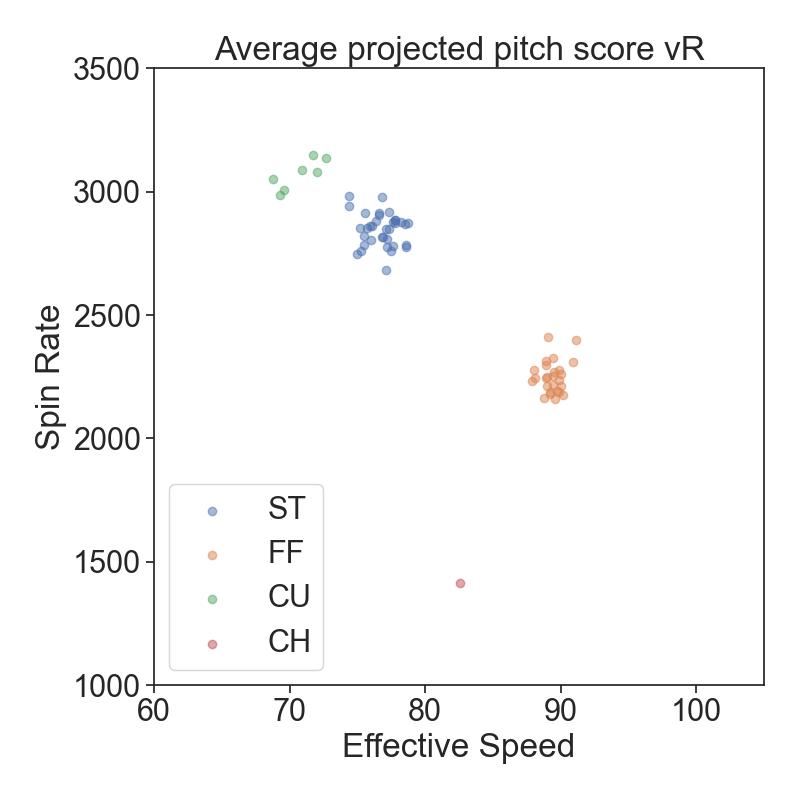 Average projected pitch score vR
3500
3000
2500
2000
1500
1000
Spin Rate
ST
FF
CU
CH
60 70 80 90 100
Effective Speed